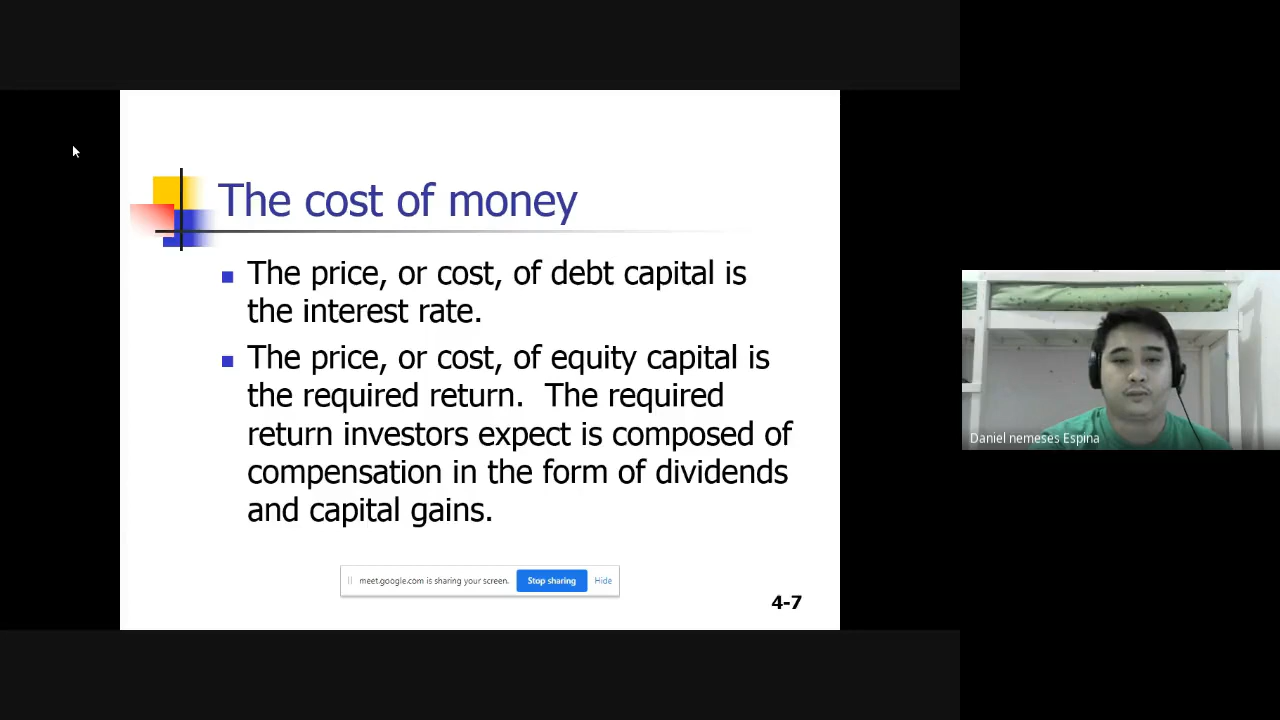 The cost of money
The price, or cost, of debt capital is
the interest rate.
The price, or cost, of equity capital is
the required return.  The required
return investors expect is composed of
compensation in the form of dividends
and capital gains.
meet.google.com is sharing your screen. Stop sharing Hide
4-7
Daniel nemeses Espina